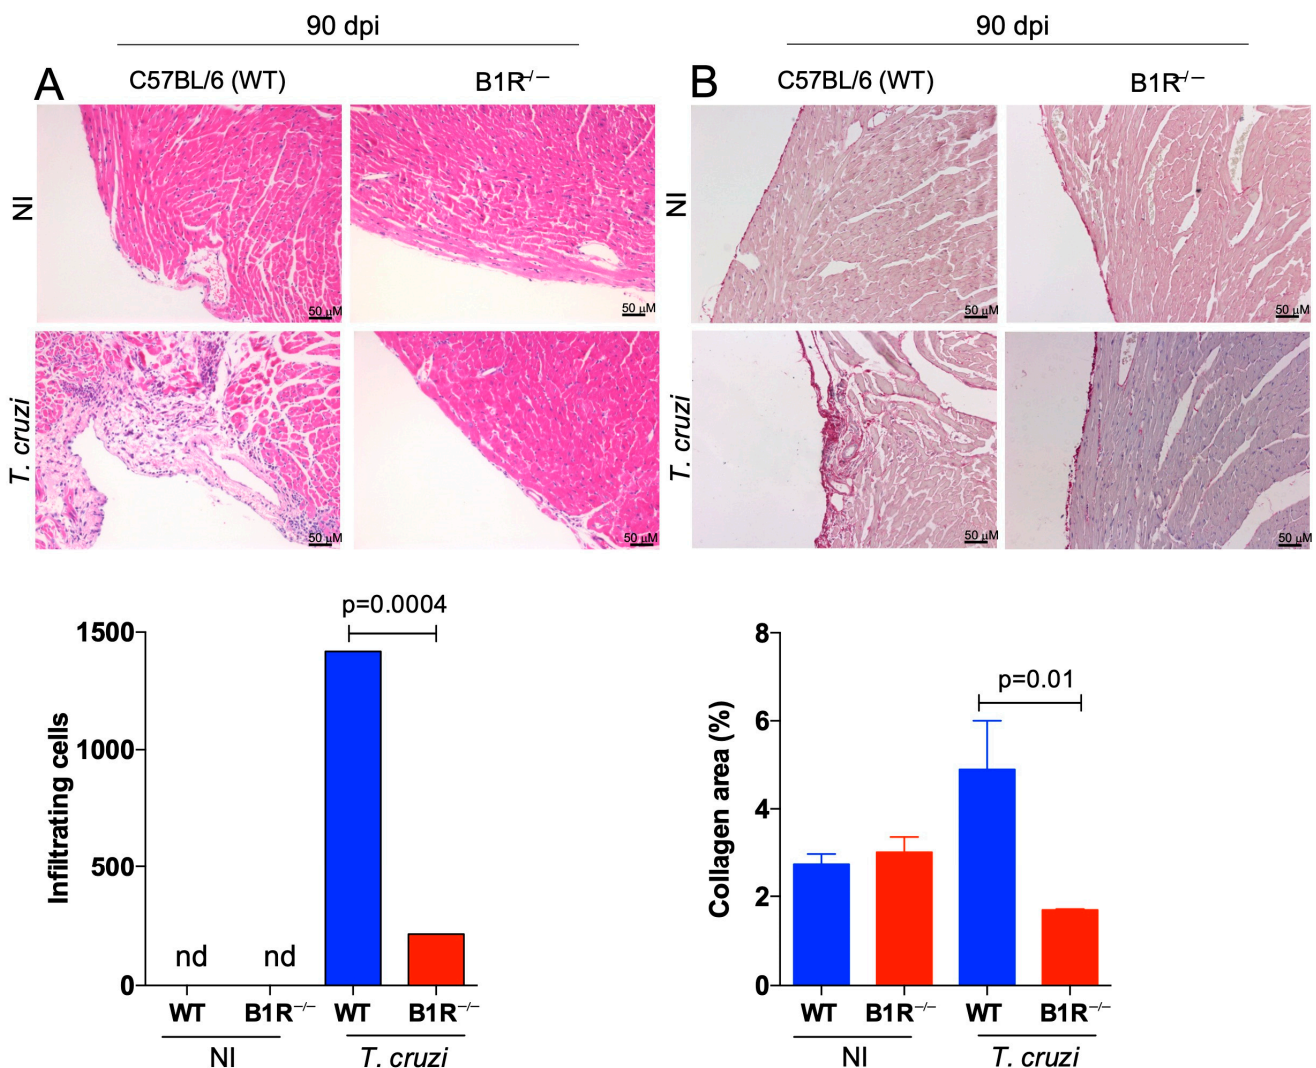 90 dpi
A
C57BL/6 (WT)
B1R-/-
NI
50 μM
50 μM
T. cruzi
50 μM
50 μM
90 dpi
B
C57BL/6 (WT)
B1R-/-
NI
50 μM
50 μM
T. cruzi
50 μM
50 μM
p=0.0004
1500
1000
500
0
Infiltrating cells
nd
nd
WT
B1R-/-
WT
B1R-/-
NI
T. cruzi
p=0.01
8
6
4
2
0
Collagen area (%)
WT
B1R-/-
WT
B1R-/-
NI
T. cruzi